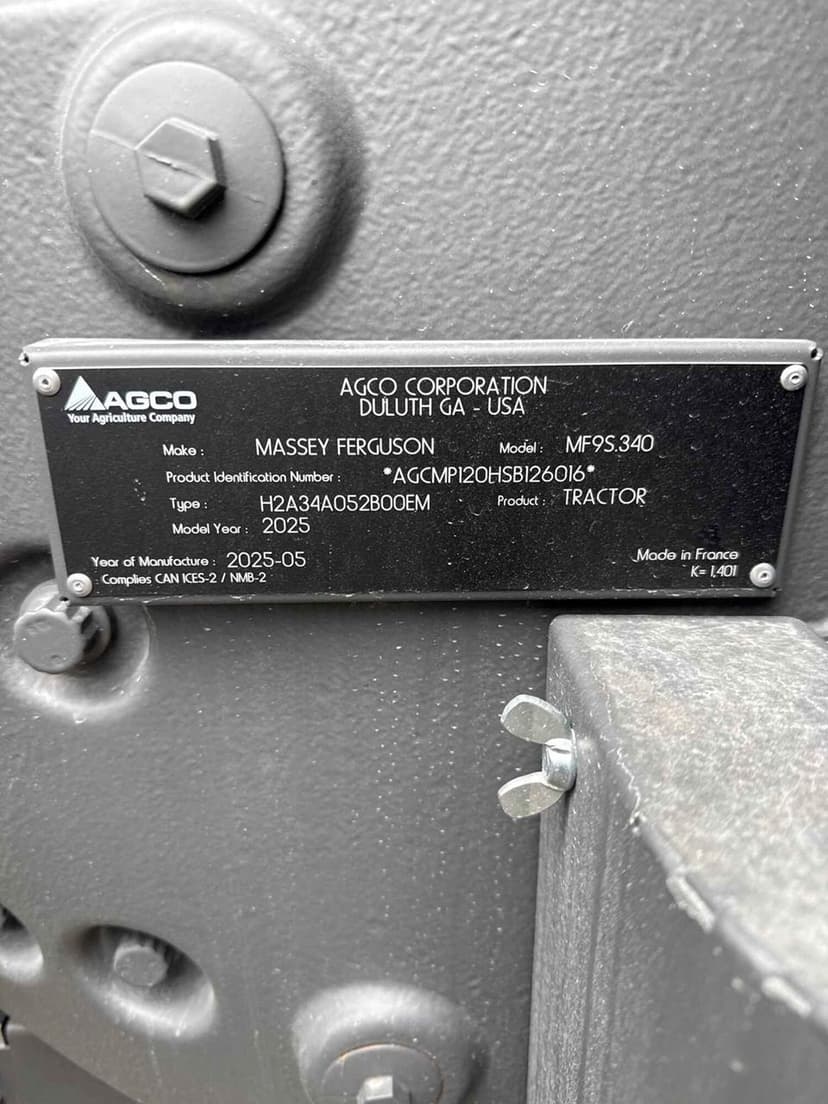 AGCO
Your Agriculture Company
AGCO CORPORATION
DULUTH GA - USA
Make : MASSEY FERGUSON Model : MF9S.340
Product Identification Number : *AGCMP120HSB126016*
Type : H2A34A052B00EM Product : TRACTOR
Model Year : 2025
Year of Manufacture : 2025-05 Made in France
Complies CAN ICES-2 / NMB-2 K= 1,401